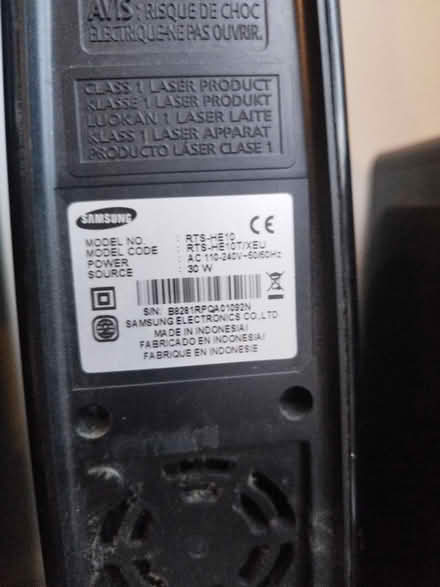 AVIS : RISQUE DE CHOC
ELECTRIQUE-NE PAS OUVRIR.
CLASS 1 LASER PRODUCT
KLASSE 1 LASER PRODUKT
LUOKAN 1 LASER LAITE
KLASS 1 LASER APPARAT
PRODUCTO LÁSER CLASE 1
SAMSUNG
CE
MODEL NO. : RTS-HE10
MODEL CODE : RTS-HE10T/XEU
POWER : AC 110-240V~50/60Hz
SOURCE : 30 W
S/N: B8281RPQA01092N
SAMSUNG ELECTRONICS CO.,LTD
MADE IN INDONESIA/
FABRICADO EN INDONESIA/
FABRIQUE EN INDONESIE